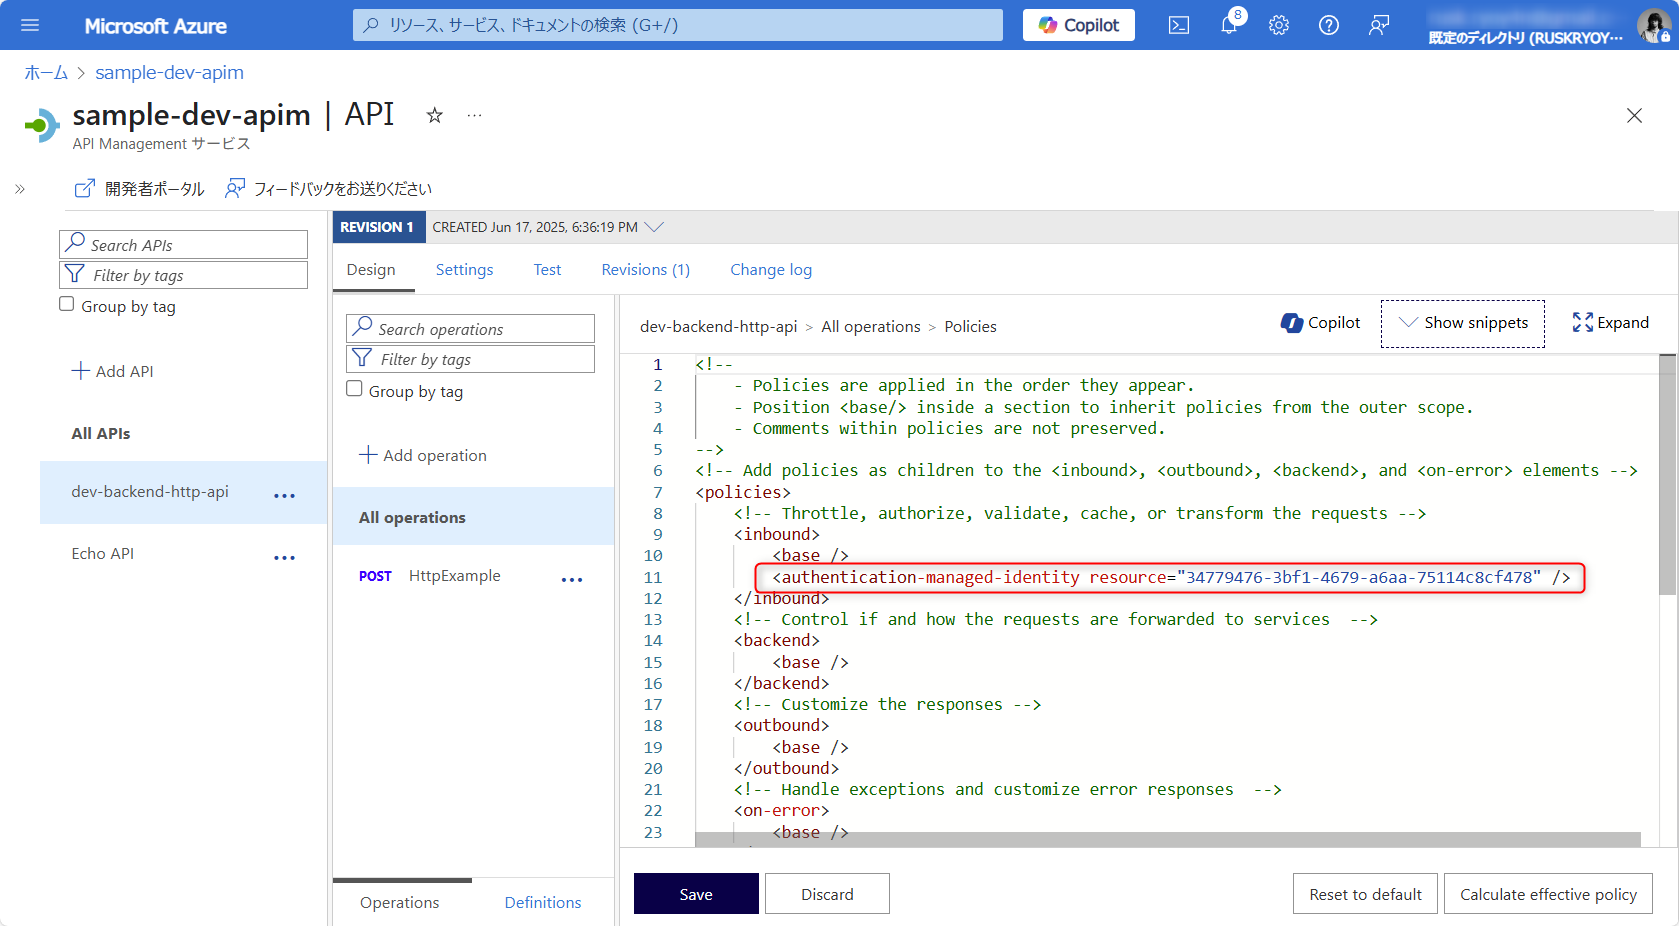 Microsoft Azure
リソース、サービス、ドキュメントの検索 (G+/)
Copilot
8
既定のディレクトリ (RUSKRYOY…
ホーム > sample-dev-apim
sample-dev-apim | API
API Management サービス
開発者ポータル
フィードバックをお送りください
Search APIs
Filter by tags
Group by tag
Add API
All APIs
dev-backend-http-api
Echo API
REVISION 1
CREATED Jun 17, 2025, 6:36:19 PM
Design
Settings
Test
Revisions (1)
Change log
Search operations
Filter by tags
Group by tag
Add operation
All operations
POST HttpExample
Operations
Definitions
dev-backend-http-api > All operations > Policies
Copilot
Show snippets
Expand
1 <!--
2 - Policies are applied in the order they appear.
3 - Position <base/> inside a section to inherit policies from the outer scope.
4 - Comments within policies are not preserved.
5 -->
6 <!-- Add policies as children to the <inbound>, <outbound>, <backend>, and <on-error> elements -->
7 <policies>
8 <!-- Throttle, authorize, validate, cache, or transform the requests -->
9 <inbound>
10 <base />
11 <authentication-managed-identity resource="34779476-3bf1-4679-a6aa-75114c8cf478" />
12 </inbound>
13 <!-- Control if and how the requests are forwarded to services  -->
14 <backend>
15 <base />
16 </backend>
17 <!-- Customize the responses -->
18 <outbound>
19 <base />
20 </outbound>
21 <!-- Handle exceptions and customize error responses  -->
22 <on-error>
23 <base />
Save
Discard
Reset to default
Calculate effective policy